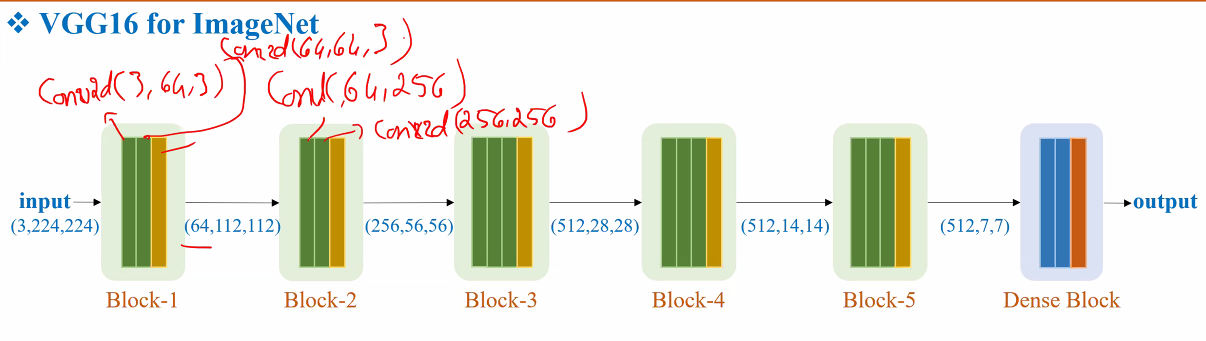 ❖ VGG16 for ImageNet
Conv2d(64,64,3)
Conv2d(3,64,3)
Cond(,64,256)
Conv2d(256,256)
input
output
(3,224,224)
(64,112,112)
(256,56,56)
(512,28,28)
(512,14,14)
(512,7,7)
Block-1
Block-2
Block-3
Block-4
Block-5
Dense Block